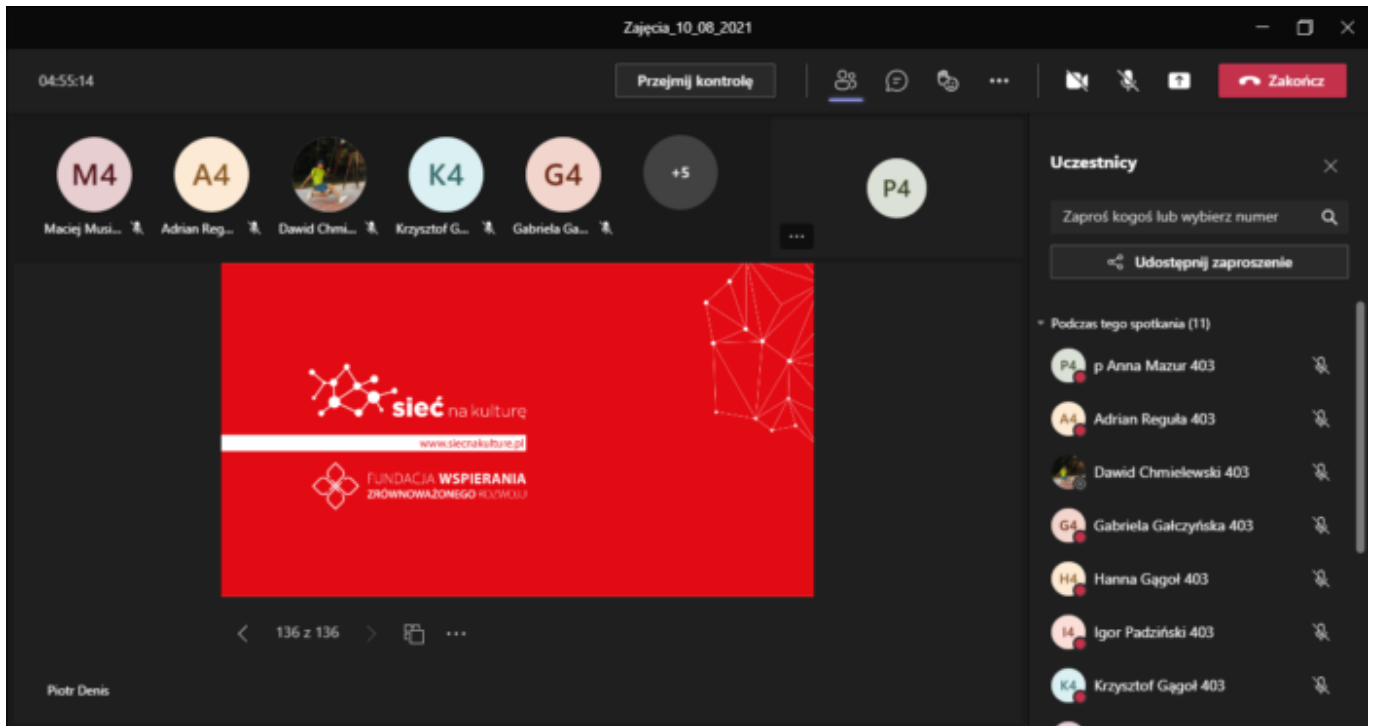 Zajęcia_10_08_2021
04:55:14
Przejmij kontrolę
Zakończ
M4
A4
K4
G4
+5
P4
Maciej Musi...
Adrian Reg...
Dawid Chmi...
Krzysztof G...
Gabriela Ga...
sieć na kulturę
www.siecnakulture.pl
FUNDACJA WSPIERANIA
ZRÓWNOWAŻONEGO ROZWOJU
136 z 136
Piotr Denis
Uczestnicy
Zaproś kogoś lub wybierz numer
Udostępnij zaproszenie
Podczas tego spotkania (11)
P4 p Anna Mazur 403
A4 Adrian Reguła 403
Dawid Chmielewski 403
G4 Gabriela Gałczyńska 403
H4 Hanna Gągoł 403
I4 Igor Padziński 403
K4 Krzysztof Gągoł 403